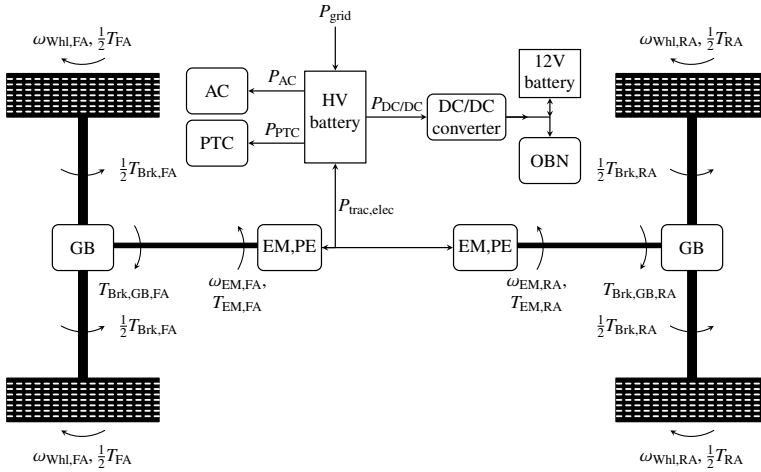 ω_Whl,FA, ½T_FA
P_grid
ω_Whl,RA, ½T_RA
AC
P_AC
HV
battery
P_DC/DC
DC/DC
converter
12V
battery
PTC
P_PTC
OBN
½T_Brk,FA
½T_Brk,RA
P_trac,elec
GB
EM,PE
EM,PE
GB
T_Brk,GB,FA
ω_EM,FA,
T_EM,FA
ω_EM,RA,
T_EM,RA
T_Brk,GB,RA
½T_Brk,FA
½T_Brk,RA
ω_Whl,FA, ½T_FA
ω_Whl,RA, ½T_RA